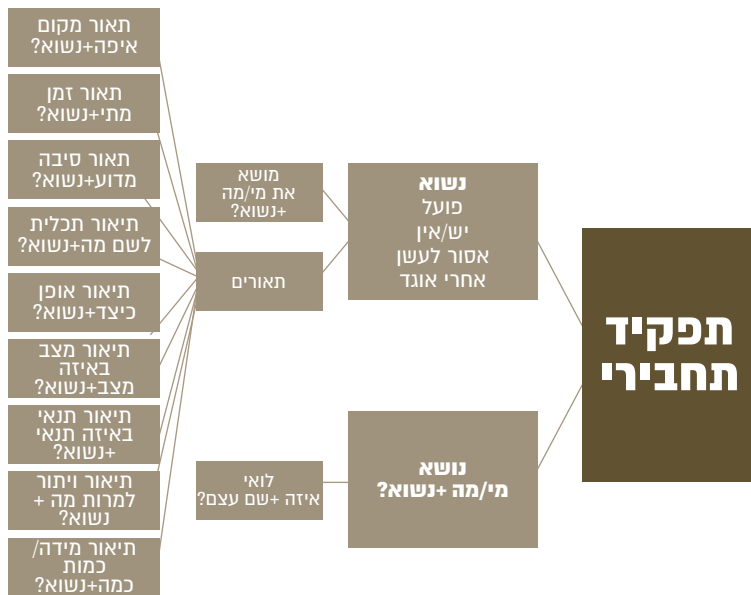 תפקיד
תחבירי
נשוא
פועל
יש/אין
אסור לעשן
אחרי אוגד
מושא
את מי/מה
+נשוא?
תאורים
תאור מקום
איפה+נשוא?
תאור זמן
מתי+נשוא?
תאור סיבה
מדוע+נשוא?
תיאור תכלית
לשם מה+נשוא?
תיאור אופן
כיצד+נשוא?
תיאור מצב
באיזה
מצב+נשוא?
תיאור תנאי
באיזה תנאי
+נשוא?
תיאור ויתור
למרות מה +
נשוא?
תיאור מידה/
כמות
כמה+נשוא?
נושא
מי/מה +נשוא?
לואי
איזה +שם עצם?